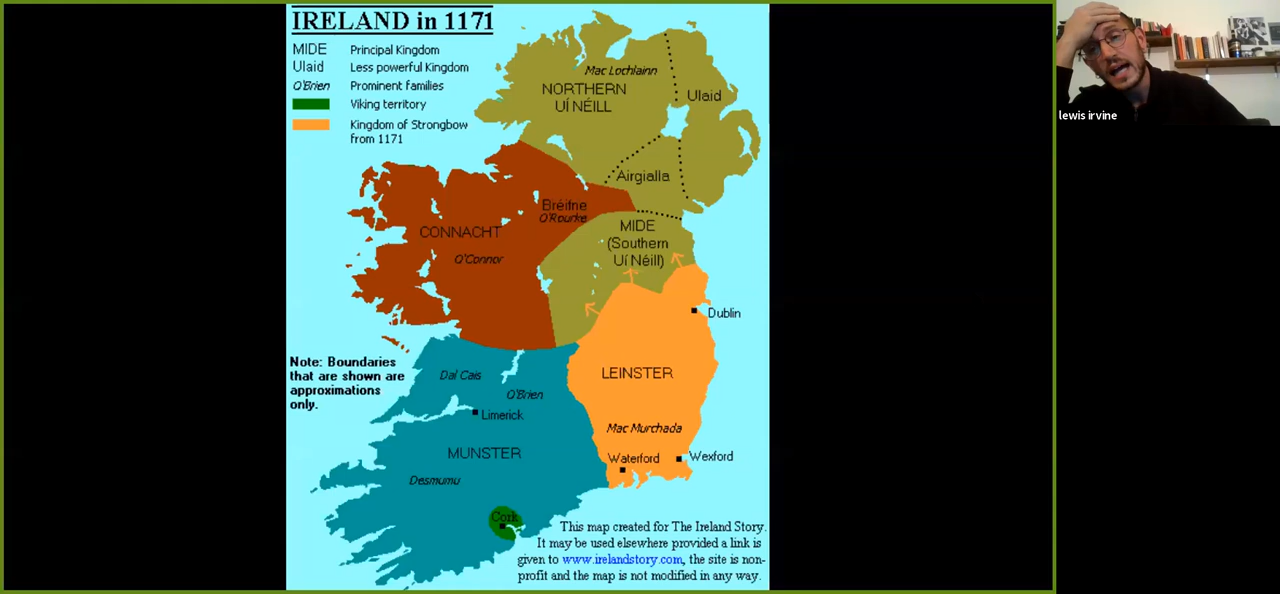 IRELAND in 1171
MIDE Principal Kingdom
Ulaid Less powerful Kingdom
O'Brien Prominent families
Viking territory
Kingdom of Strongbow
from 1171
Mac Lochlainn
NORTHERN
UÍ NÉILL
Ulaid
Airgialla
Bréifne
O'Rourke
CONNACHT
O'Connor
MIDE
(Southern
Uí Néill)
Dublin
Note: Boundaries
that are shown are
approximations
only.
Dal Cais
O'Brien
Limerick
LEINSTER
Mac Murchada
MUNSTER
Desmumu
Waterford
Wexford
Cork
This map created for The Ireland Story.
It may be used elsewhere provided a link is
given to www.irelandstory.com, the site is non-
profit and the map is not modified in any way.
lewis irvine